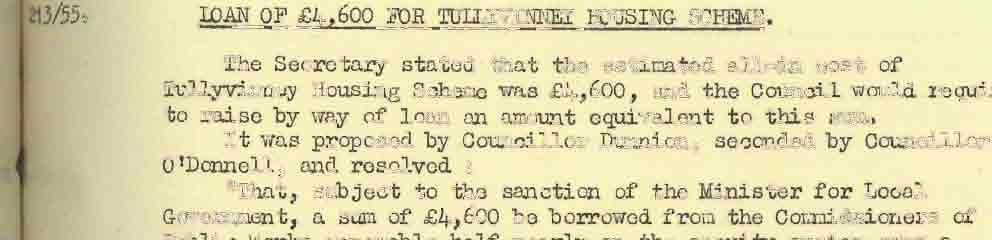 213/55.
LOAN OF £4,600 FOR TULLYVINNEY HOUSING SCHEME.
The Secretary stated that the estimated all-in cost of
Tullyvinney Housing Scheme was £4,600, and the Council would requi
to raise by way of loan an amount equivalent to this sum.
It was proposed by Councillor Dunnion, seconded by Councillor
O'Donnell, and resolved :
"That, subject to the sanction of the Minister for Local
Government, a sum of £4,600 be borrowed from the Commissioners of